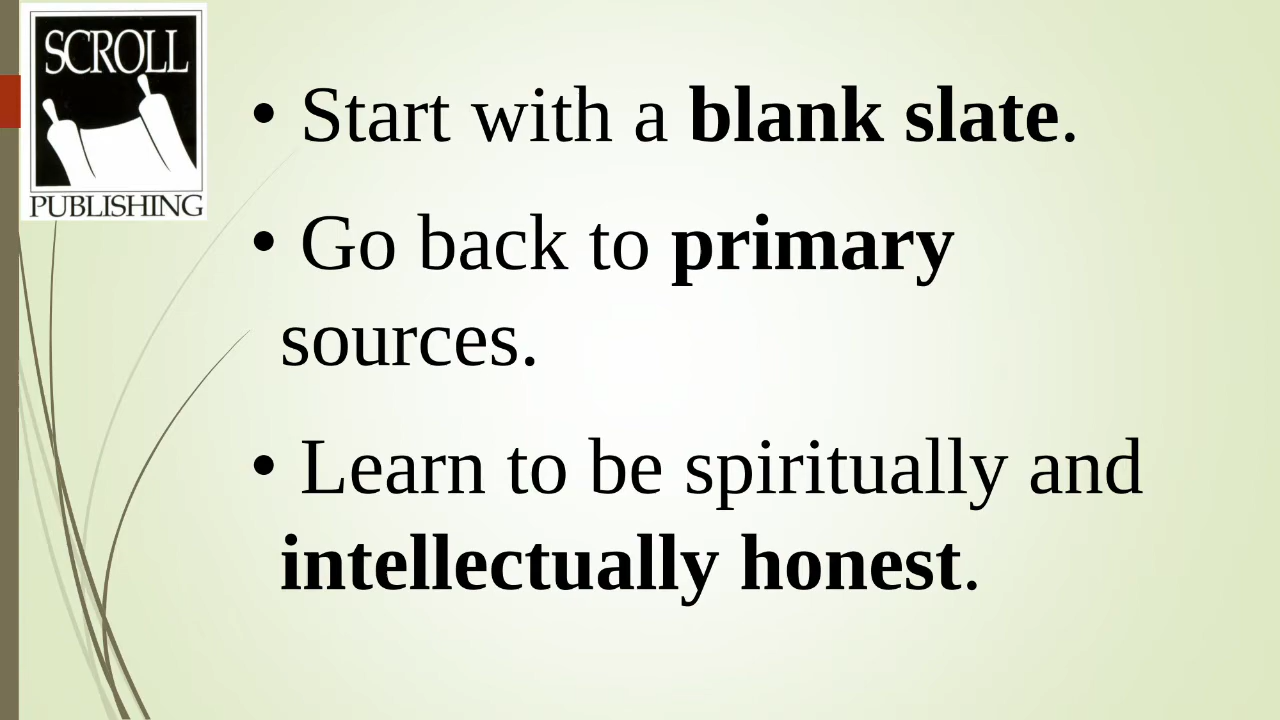 SCROLL
PUBLISHING
• Start with a blank slate.
• Go back to primary
sources.
• Learn to be spiritually and
intellectually honest.